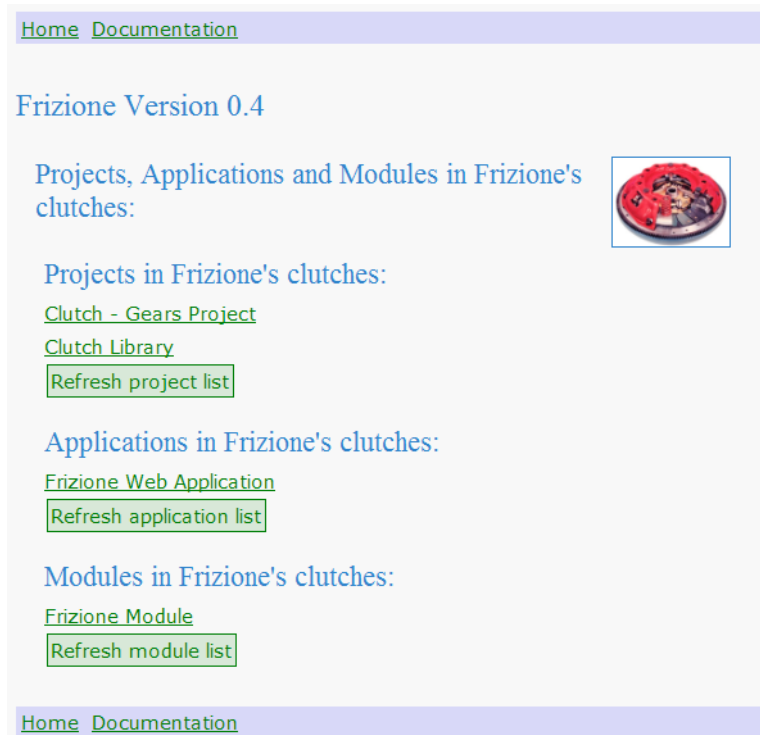 Home Documentation
Frizione Version 0.4
Projects, Applications and Modules in Frizione's
clutches:
Projects in Frizione's clutches:
Clutch - Gears Project
Clutch Library
Refresh project list
Applications in Frizione's clutches:
Frizione Web Application
Refresh application list
Modules in Frizione's clutches:
Frizione Module
Refresh module list
Home Documentation